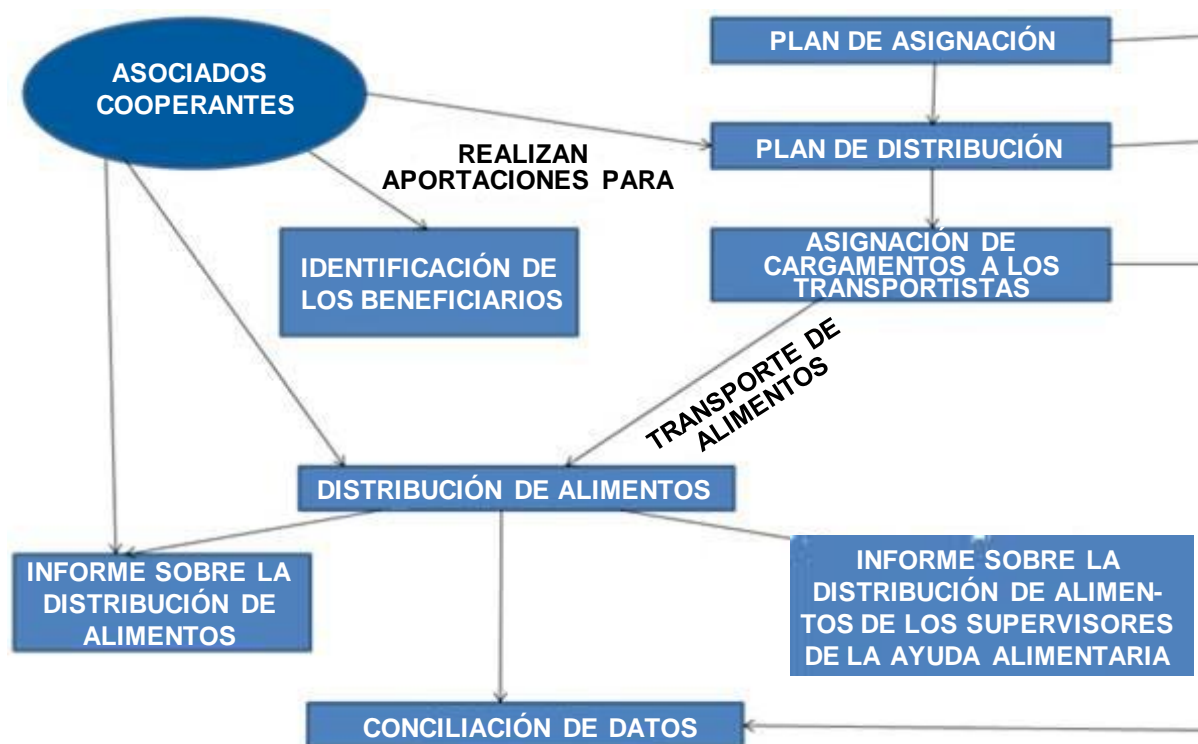 ASOCIADOS
COOPERANTES
PLAN DE ASIGNACIÓN
PLAN DE DISTRIBUCIÓN
REALIZAN
APORTACIONES PARA
IDENTIFICACIÓN DE
LOS BENEFICIARIOS
ASIGNACIÓN DE
CARGAMENTOS A LOS
TRANSPORTISTAS
TRANSPORTE DE
ALIMENTOS
DISTRIBUCIÓN DE ALIMENTOS
INFORME SOBRE LA
DISTRIBUCIÓN DE
ALIMENTOS
INFORME SOBRE LA
DISTRIBUCIÓN DE ALIMEN-
TOS DE LOS SUPERVISORES
DE LA AYUDA ALIMENTARIA
CONCILIACIÓN DE DATOS